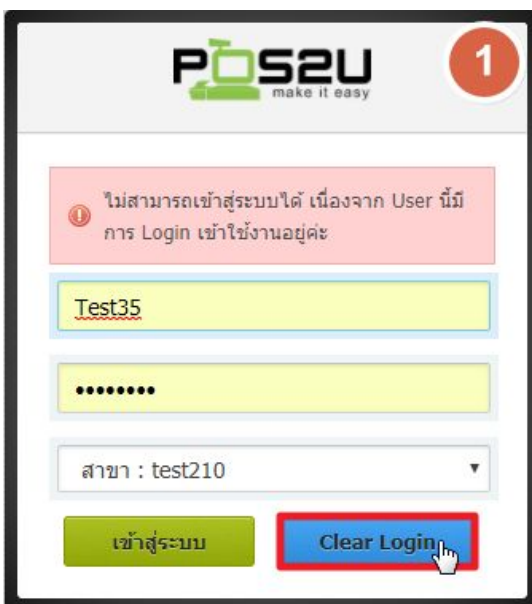 POS2U
make it easy
1
ไม่สามารถเข้าสู่ระบบได้ เนื่องจาก User นี้มี
การ Login เข้าใช้งานอยู่ค่ะ
Test35
••••••••
สาขา : test210
เข้าสู่ระบบ
Clear Login